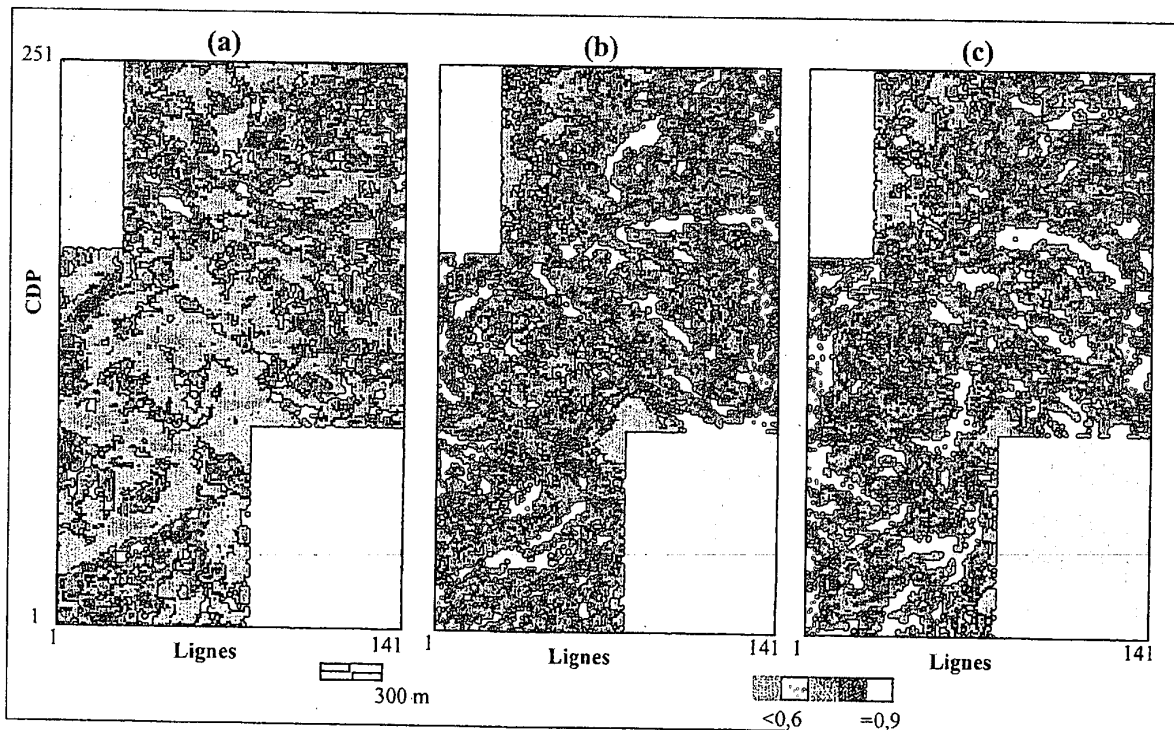 (a) (b) (c)
251
CDP
1
1 141 1 141 1 141
Lignes Lignes Lignes
300 m
<0,6 =0,9